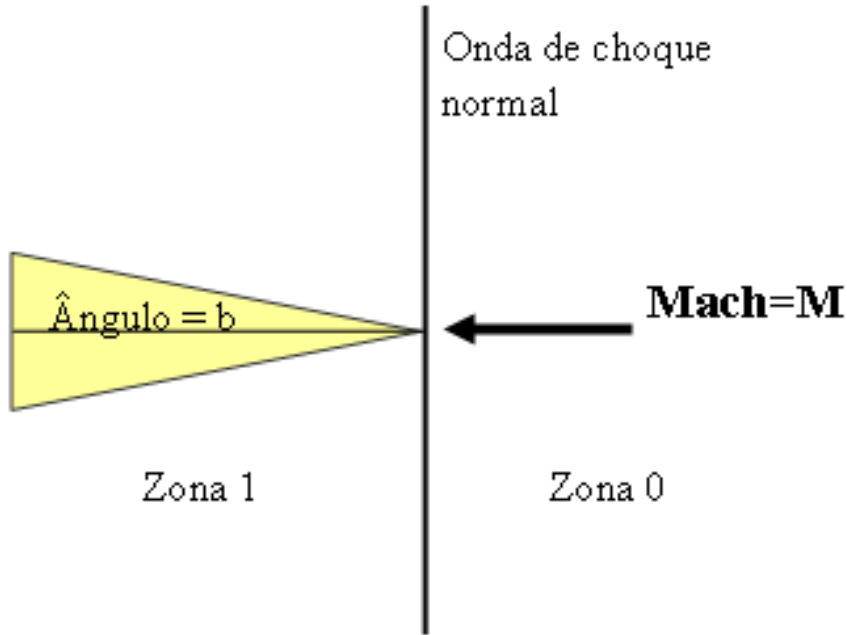 Onda de choque
normal
Mach=M
Ângulo = b
Zona 1
Zona 0